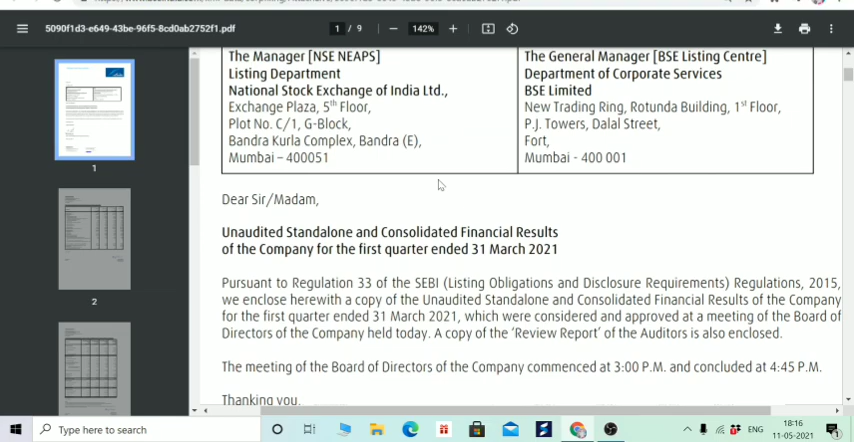 5090f1d3-e649-43be-96f5-8cd0ab2752f1.pdf
1 / 9
142%
The Manager [NSE NEAPS]
Listing Department
National Stock Exchange of India Ltd.,
Exchange Plaza, 5th Floor,
Plot No. C/1, G-Block,
Bandra Kurla Complex, Bandra (E),
Mumbai – 400051
The General Manager [BSE Listing Centre]
Department of Corporate Services
BSE Limited
New Trading Ring, Rotunda Building, 1st Floor,
P.J. Towers, Dalal Street,
Fort,
Mumbai - 400 001
Dear Sir/Madam,
Unaudited Standalone and Consolidated Financial Results
of the Company for the first quarter ended 31 March 2021
Pursuant to Regulation 33 of the SEBI (Listing Obligations and Disclosure Requirements) Regulations, 2015,
we enclose herewith a copy of the Unaudited Standalone and Consolidated Financial Results of the Company
for the first quarter ended 31 March 2021, which were considered and approved at a meeting of the Board of
Directors of the Company held today. A copy of the ‘Review Report’ of the Auditors is also enclosed.
The meeting of the Board of Directors of the Company commenced at 3:00 P.M. and concluded at 4:45 P.M.
Thanking you,
1
2
Type here to search
ENG
18:16
11-05-2021